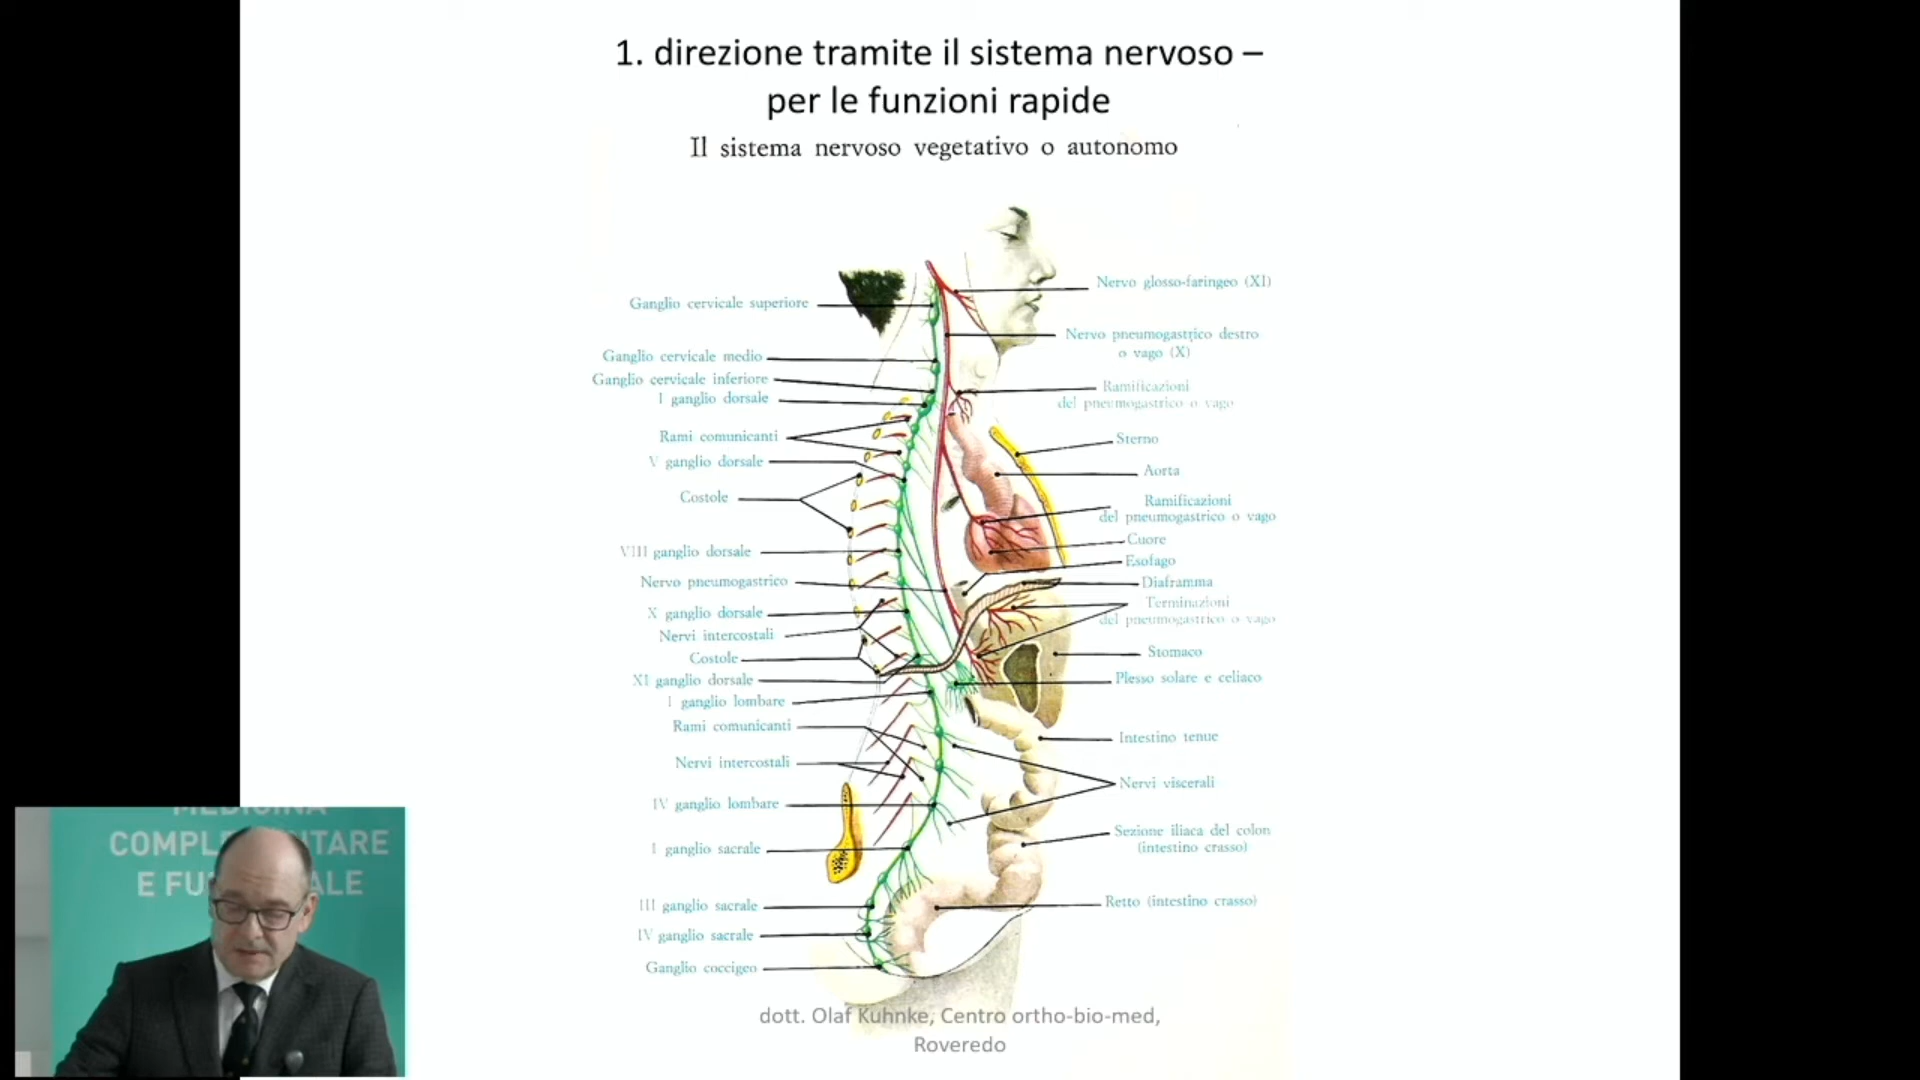 1. direzione tramite il sistema nervoso –
per le funzioni rapide
Il sistema nervoso vegetativo o autonomo
Ganglio cervicale superiore
Ganglio cervicale medio
Ganglio cervicale inferiore
I ganglio dorsale
Rami comunicanti
V ganglio dorsale
Costole
VIII ganglio dorsale
Nervo pneumogastrico
X ganglio dorsale
Nervi intercostali
Costole
XI ganglio dorsale
I ganglio lombare
Rami comunicanti
Nervi intercostali
IV ganglio lombare
I ganglio sacrale
III ganglio sacrale
IV ganglio sacrale
Ganglio coccigeo
Nervo glosso-faringeo (XI)
Nervo pneumogastrico destro
o vago (X)
Ramificazioni
del pneumogastrico o vago
Sterno
Aorta
Ramificazioni
del pneumogastrico o vago
Cuore
Esofago
Diaframma
Terminazioni
del pneumogastrico o vago
Stomaco
Plesso solare e celiaco
Intestino tenue
Nervi viscerali
Sezione iliaca del colon
(intestino crasso)
Retto (intestino crasso)
dott. Olaf Kuhnke, Centro ortho-bio-med,
Roveredo
MEDICINA
COMPL TARE
E FU ALE